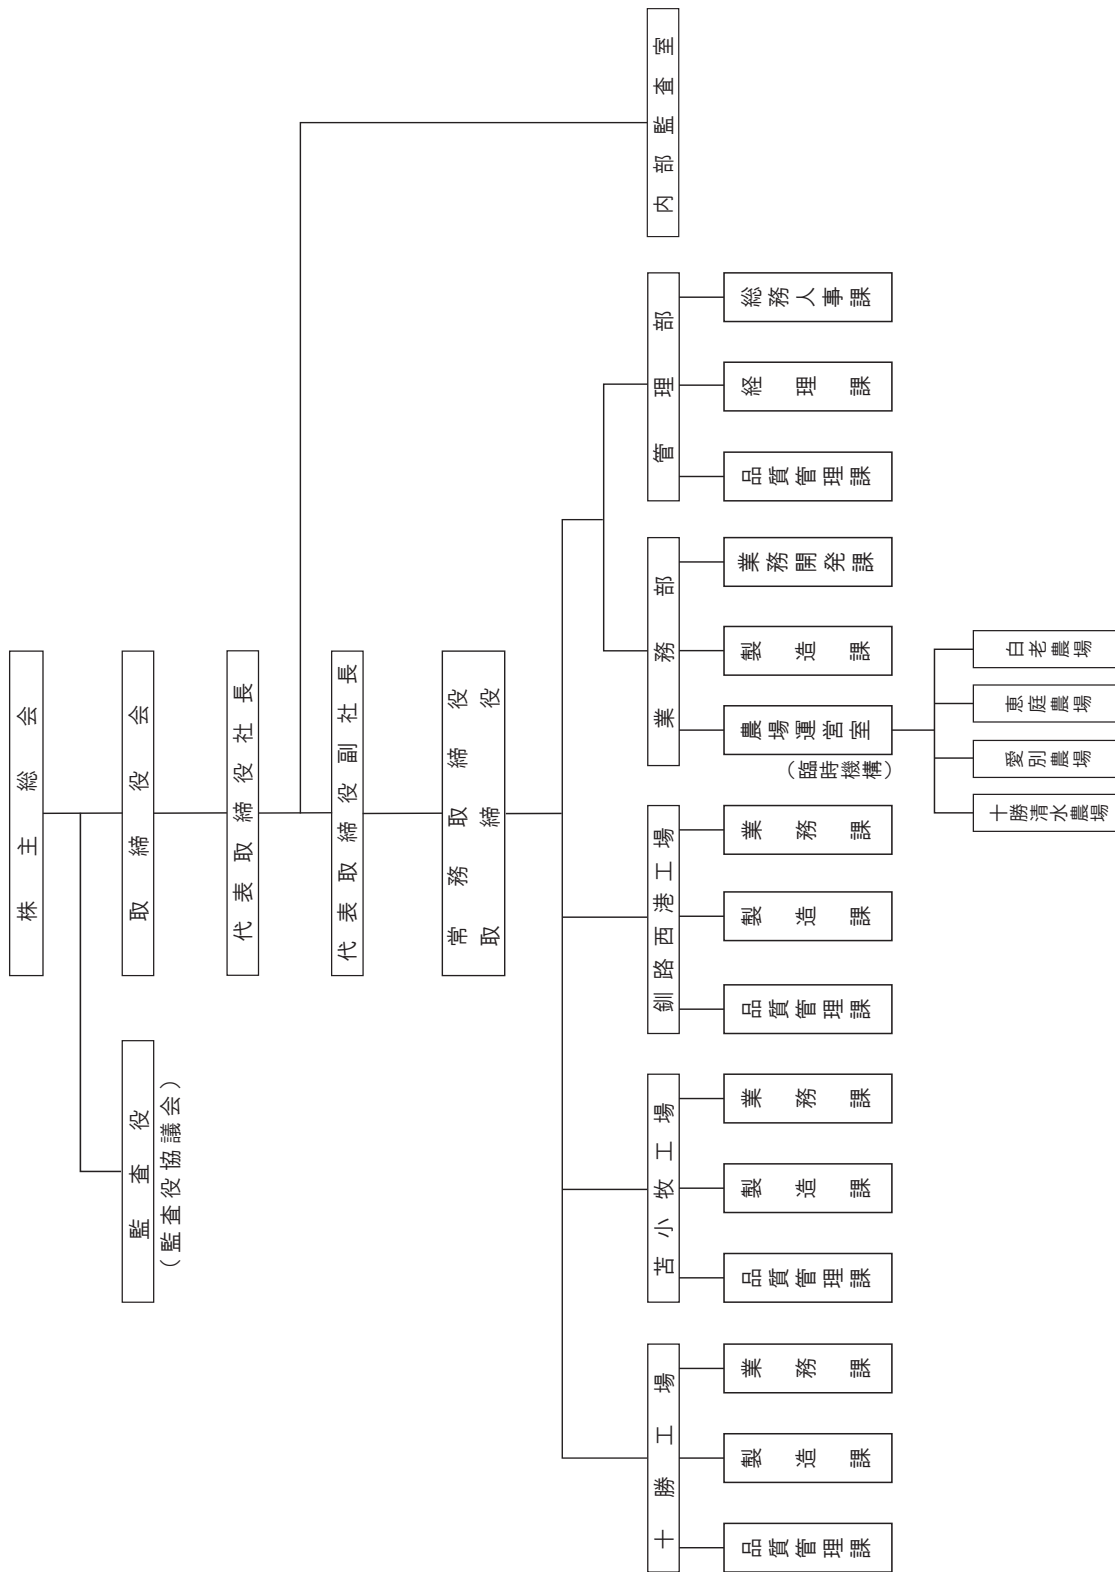 株主総会
監査役
（監査役協議会）
取締役会
代表取締役社長
代表取締役副社長
常務取締役
取締役
内部監査室
管理部
総務人事課
経理課
品質管理課
業務部
業務開発課
製造課
農場運営室
（臨時機構）
白老農場
恵庭農場
愛別農場
十勝清水農場
釧路西港工場
業務課
製造課
品質管理課
苫小牧工場
業務課
製造課
品質管理課
十勝工場
業務課
製造課
品質管理課